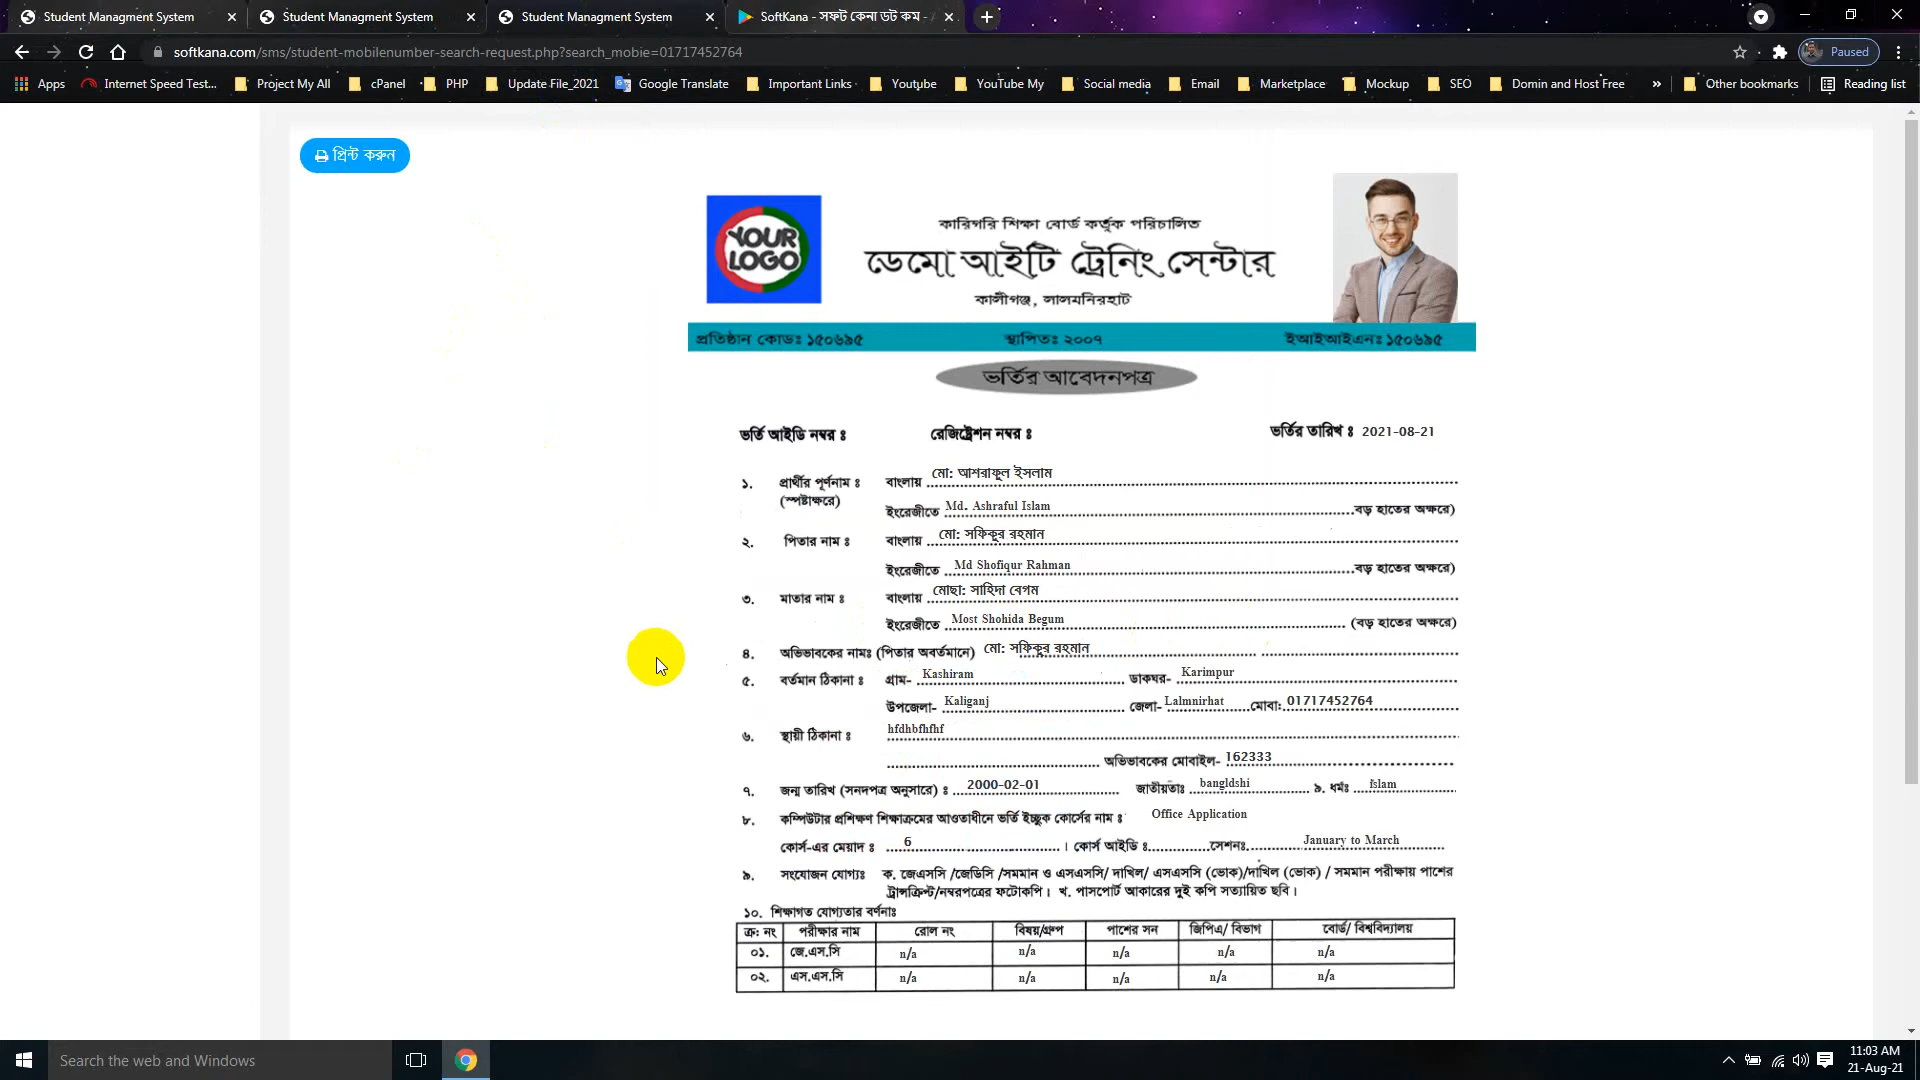 Student Managment System
Student Managment System
Student Managment System
SoftKana - সফট কেনা ডট কম -
softkana.com/sms/student-mobilenumber-search-request.php?search_mobie=01717452764
Paused
Apps
Internet Speed Test...
Project My All
cPanel
PHP
Update File_2021
Google Translate
Important Links
Youtube
YouTube My
Social media
Email
Marketplace
Mockup
SEO
Domin and Host Free
»
Other bookmarks
Reading list
প্রিন্ট করুন
YOUR
LOGO
কারিগরি শিক্ষা বোর্ড কর্তৃক পরিচালিত
ডেমো আইটি ট্রেনিং সেন্টার
কালীগঞ্জ, লালমনিরহাট
প্রতিষ্ঠান কোডঃ ১৫০৬৯৫ স্থাপিতঃ ২০০৭ ইআইআইএনঃ ১৫০৬৯৫
ভর্তির আবেদনপত্র
ভর্তি আইডি নম্বর ঃ রেজিষ্ট্রেশন নম্বর ঃ ভর্তির তারিখ ঃ 2021-08-21
১. প্রার্থীর পূর্ণনাম ঃ বাংলায় মো: আশরাফুল ইসলাম
(স্পষ্টাক্ষরে)
ইংরেজীতে Md. Ashraful Islam বড় হাতের অক্ষরে)
২. পিতার নাম ঃ বাংলায় মো: সফিকুর রহমান
ইংরেজীতে Md Shofiqur Rahman বড় হাতের অক্ষরে)
৩. মাতার নাম ঃ বাংলায় মোছা: সাহিদা বেগম
ইংরেজীতে Most Shohida Begum (বড় হাতের অক্ষরে)
৪. অভিভাবকের নামঃ (পিতার অবর্তমানে) মো: সফিকুর রহমান
৫. বর্তমান ঠিকানা ঃ গ্রাম- Kashiram ডাকঘর- Karimpur
উপজেলা- Kaliganj জেলা- Lalmnirhat মোবা: 01717452764
৬. স্থায়ী ঠিকানা ঃ hfdhbfhfhf
অভিভাবকের মোবাইল- 162333
৭. জন্ম তারিখ (সনদপত্র অনুসারে) ঃ 2000-02-01 জাতীয়তাঃ bangldshi ৯. ধর্মঃ fslam
৮. কম্পিউটার প্রশিক্ষণ শিক্ষাক্রমের আওতাধীনে ভর্তি ইচ্ছুক কোর্সের নাম ঃ Office Application
কোর্স-এর মেয়াদ ঃ 6 । কোর্স আইডি ঃ সেশনঃ January to March
৯. সংযোজন যোগ্যঃ ক. জেএসসি /জেডিসি /সমমান ও এসএসসি/ দাখিল/ এসএসসি (ভোক)/দাখিল (ভোক) / সমমান পরীক্ষায় পাশের
ট্রান্সক্রিন্ট/নম্বরপত্রের ফটোকপি। খ. পাসপোর্ট আকারের দুই কপি সত্যায়িত ছবি।
১০. শিক্ষাগত যোগ্যতার বর্ণনাঃ
ক্র: নং পরীক্ষার নাম রোল নং বিষয়/গ্রুপ পাশের সন জিপিএ/ বিভাগ বোর্ড/ বিশ্ববিদ্যালয়
০১. জে.এস.সি n/a n/a n/a n/a n/a
০২. এস.এস.সি n/a n/a n/a n/a n/a
Search the web and Windows
11:03 AM
21-Aug-21